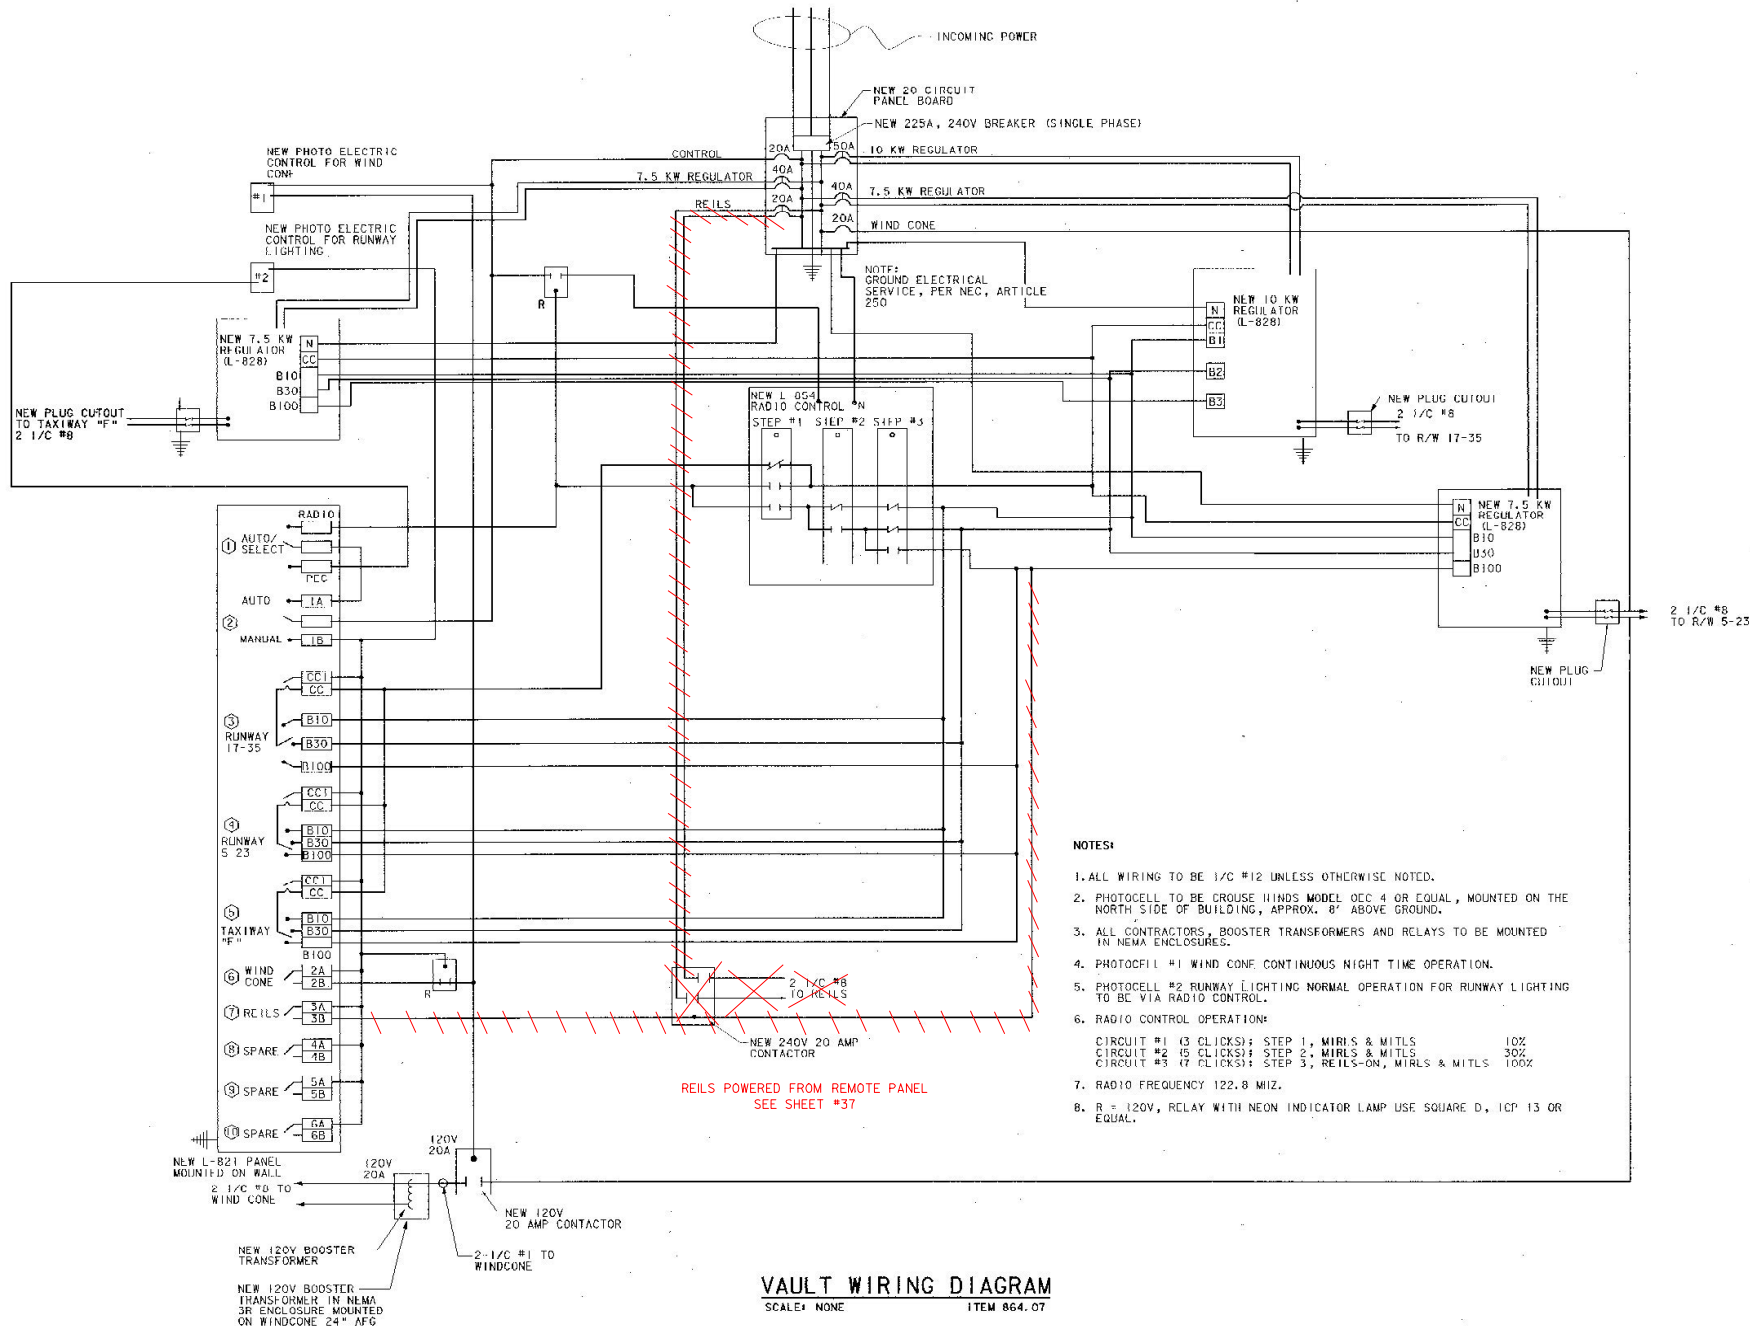 INCOMING POWER
NEW 20 CIRCUIT
PANEL BOARD
NEW 225A, 240V BREAKER (SINGLE PHASE)
NEW PHOTO ELECTRIC
CONTROL FOR WIND
CONE
#1
CONTROL
20A
50A
10 KW REGULATOR
7.5 KW REGULATOR
40A
40A
7.5 KW REGULATOR
REILS
20A
20A
WIND CONE
NEW PHOTO ELECTRIC
CONTROL FOR RUNWAY
LIGHTING
#2
R
NOTE:
GROUND ELECTRICAL
SERVICE, PER NEC, ARTICLE
250
NEW 10 KW
REGULATOR
(L-828)
N
CC
B1
B2
B3
NEW 7.5 KW
REGULATOR
(L-828)
N
CC
B10
B30
B100
NEW PLUG CUTOUT
TO TAXIWAY "F"
2 1/C #8
NEW L 854
RADIO CONTROL
N
STEP #1
STEP #2
STEP #3
NEW PLUG CUTOUT
2 1/C #8
TO R/W 17-35
NEW 7.5 KW
REGULATOR
(L-828)
N
CC
B10
B30
B100
2 1/C #8
TO R/W 5-23
NEW PLUG
CUTOUT
RADIO
1 AUTO/
SELECT
PEC
AUTO
1A
2
MANUAL
1B
CC1
CC
3
RUNWAY
17-35
B10
B30
B100
CC1
CC
4
RUNWAY
5 23
B10
B30
B100
CC1
CC
5
TAXIWAY
"F"
B10
B30
B100
6 WIND
CONE
2A
2B
R
7 REILS
3A
3B
8 SPARE
4A
4B
9 SPARE
5A
5B
10 SPARE
6A
6B
NEW L-821 PANEL
MOUNTED ON WALL
2 1/C #8
TO REILS
NEW 240V 20 AMP
CONTACTOR
REILS POWERED FROM REMOTE PANEL
SEE SHEET #37
2 1/C #8 TO
WIND CONE
120V
20A
120V
20A
NEW 120V
20 AMP CONTACTOR
2-1/C #1 TO
WINDCONE
NEW 120V BOOSTER
TRANSFORMER
NEW 120V BOOSTER
TRANSFORMER IN NEMA
3R ENCLOSURE MOUNTED
ON WINDCONE 24" AFG
NOTES:
1. ALL WIRING TO BE 1/C #12 UNLESS OTHERWISE NOTED.
2. PHOTOCELL TO BE CROUSE HINDS MODEL OEC 4 OR EQUAL, MOUNTED ON THE
NORTH SIDE OF BUILDING, APPROX. 8' ABOVE GROUND.
3. ALL CONTRACTORS, BOOSTER TRANSFORMERS AND RELAYS TO BE MOUNTED
IN NEMA ENCLOSURES.
4. PHOTOCELL #1 WIND CONE CONTINUOUS NIGHT TIME OPERATION.
5. PHOTOCELL #2 RUNWAY LIGHTING NORMAL OPERATION FOR RUNWAY LIGHTING
TO BE VIA RADIO CONTROL.
6. RADIO CONTROL OPERATION:
CIRCUIT #1 (3 CLICKS); STEP 1, MIRLS & MITLS 10%
CIRCUIT #2 (5 CLICKS); STEP 2, MIRLS & MITLS 30%
CIRCUIT #3 (7 CLICKS); STEP 3, REILS-ON, MIRLS & MITLS 100%
7. RADIO FREQUENCY 122.8 MHZ.
8. R = 120V, RELAY WITH NEON INDICATOR LAMP USE SQUARE D, ICP 13 OR
EQUAL.
VAULT WIRING DIAGRAM
SCALE: NONE
ITEM 864.07